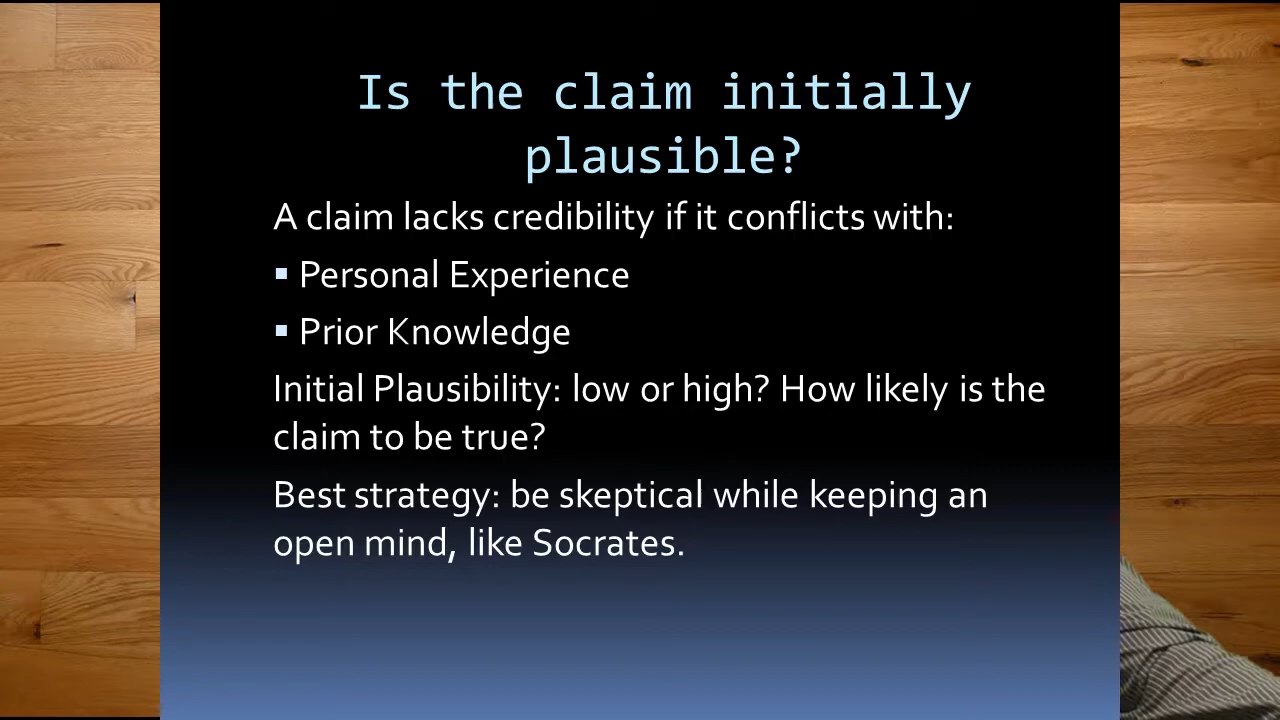 Is the claim initially
plausible?
A claim lacks credibility if it conflicts with:
▪ Personal Experience
▪ Prior Knowledge
Initial Plausibility: low or high? How likely is the
claim to be true?
Best strategy: be skeptical while keeping an
open mind, like Socrates.